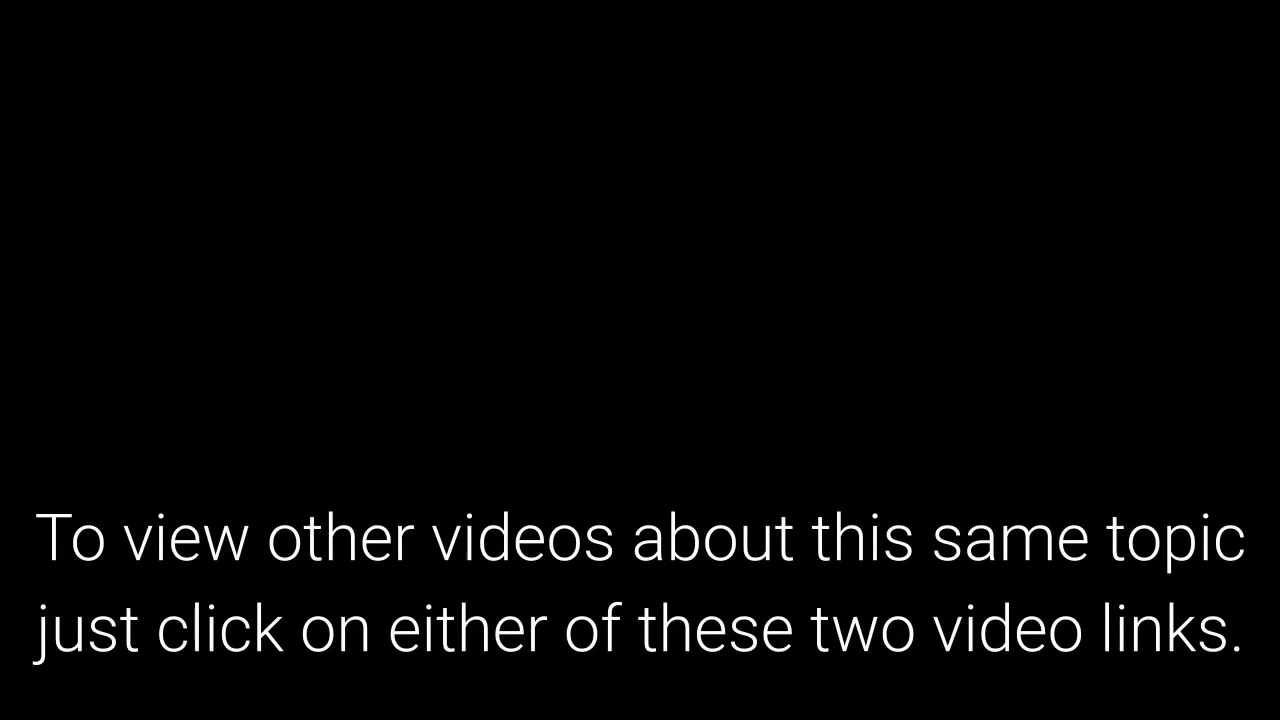 To view other videos about this same topic
just click on either of these two video links.